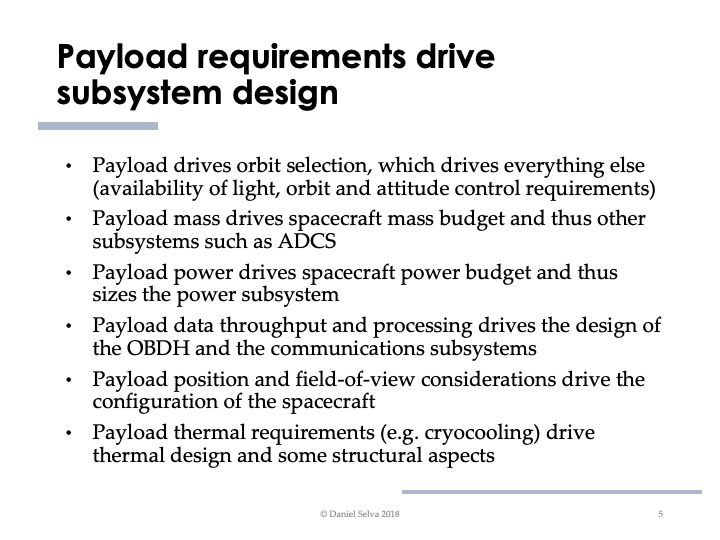 Payload requirements drive
subsystem design
• Payload drives orbit selection, which drives everything else
(availability of light, orbit and attitude control requirements)
• Payload mass drives spacecraft mass budget and thus other
subsystems such as ADCS
• Payload power drives spacecraft power budget and thus
sizes the power subsystem
• Payload data throughput and processing drives the design of
the OBDH and the communications subsystems
• Payload position and field-of-view considerations drive the
configuration of the spacecraft
• Payload thermal requirements (e.g. cryocooling) drive
thermal design and some structural aspects
© Daniel Selva 2018
5